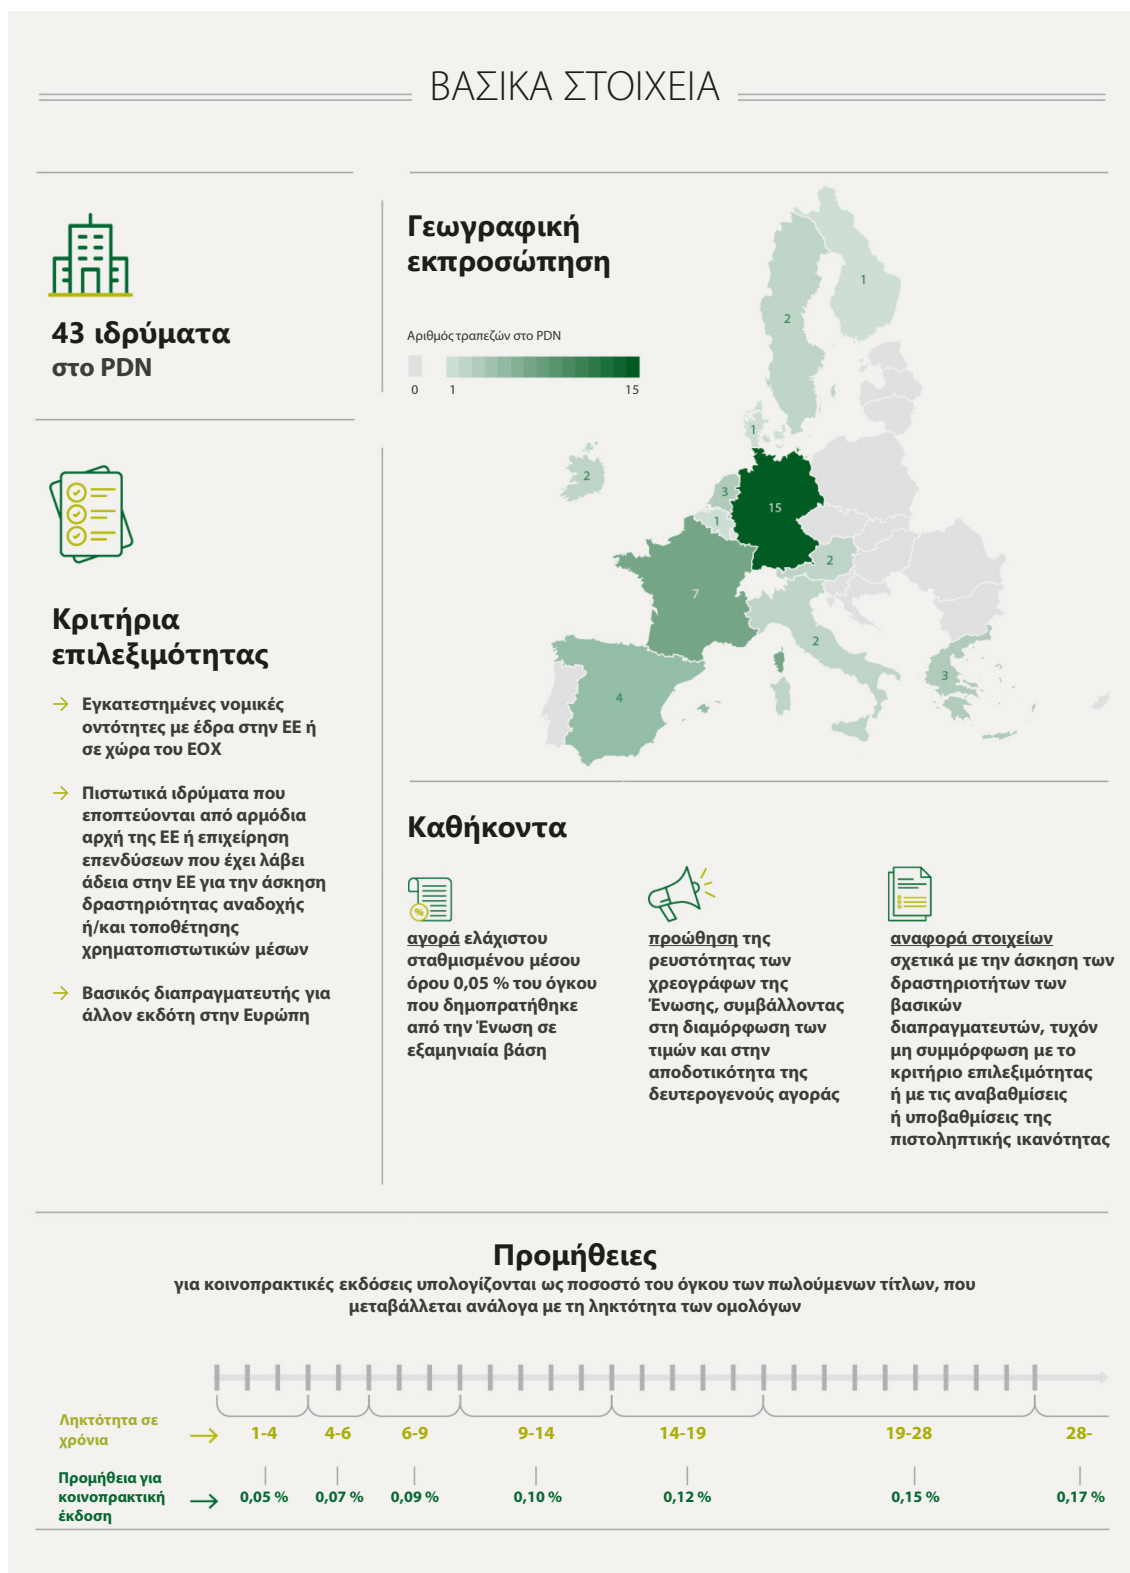 ΒΑΣΙΚΑ ΣΤΟΙΧΕΙΑ
43 ιδρύματα
στο PDN
Κριτήρια
επιλεξιμότητας
→ Εγκατεστημένες νομικές
οντότητες με έδρα στην ΕΕ ή
σε χώρα του ΕΟΧ
→ Πιστωτικά ιδρύματα που
εποπτεύονται από αρμόδια
αρχή της ΕΕ ή επιχείρηση
επενδύσεων που έχει λάβει
άδεια στην ΕΕ για την άσκηση
δραστηριότητας αναδοχής
ή/και τοποθέτησης
χρηματοπιστωτικών μέσων
→ Βασικός διαπραγματευτής για
άλλον εκδότη στην Ευρώπη
Γεωγραφική
εκπροσώπηση
Αριθμός τραπεζών στο PDN
0 1 15
1
2
1
2
3
15
1
2
7
2
3
4
Καθήκοντα
%
αγορά ελάχιστου
σταθμισμένου μέσου
όρου 0,05 % του όγκου
που δημοπρατήθηκε
από την Ένωση σε
εξαμηνιαία βάση
προώθηση της
ρευστότητας των
χρεογράφων της
Ένωσης, συμβάλλοντας
στη διαμόρφωση των
τιμών και στην
αποδοτικότητα της
δευτερογενούς αγοράς
αναφορά στοιχείων
σχετικά με την άσκηση των
δραστηριοτήτων των
βασικών
διαπραγματευτών, τυχόν
μη συμμόρφωση με το
κριτήριο επιλεξιμότητας
ή με τις αναβαθμίσεις
ή υποβαθμίσεις της
πιστοληπτικής ικανότητας
Προμήθειες
για κοινοπρακτικές εκδόσεις υπολογίζονται ως ποσοστό του όγκου των πωλούμενων τίτλων, που
μεταβάλλεται ανάλογα με τη ληκτότητα των ομολόγων
Ληκτότητα σε
χρόνια
→ 1-4 4-6 6-9 9-14 14-19 19-28 28-
Προμήθεια για
κοινοπρακτική
έκδοση
→ 0,05 % 0,07 % 0,09 % 0,10 % 0,12 % 0,15 % 0,17 %